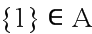 {1} ∈ A